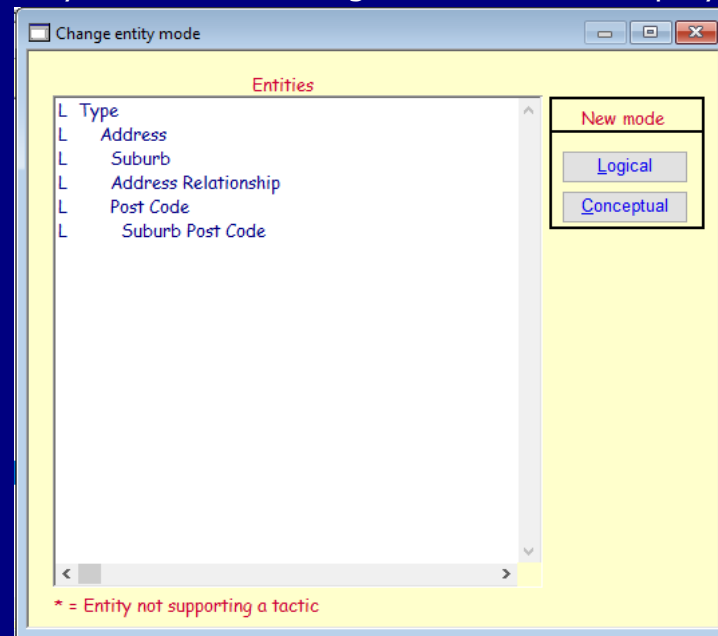 Change entity mode
Entities
L Type
L Address
L Suburb
L Address Relationship
L Post Code
L Suburb Post Code
New mode
Logical
Conceptual
* = Entity not supporting a tactic